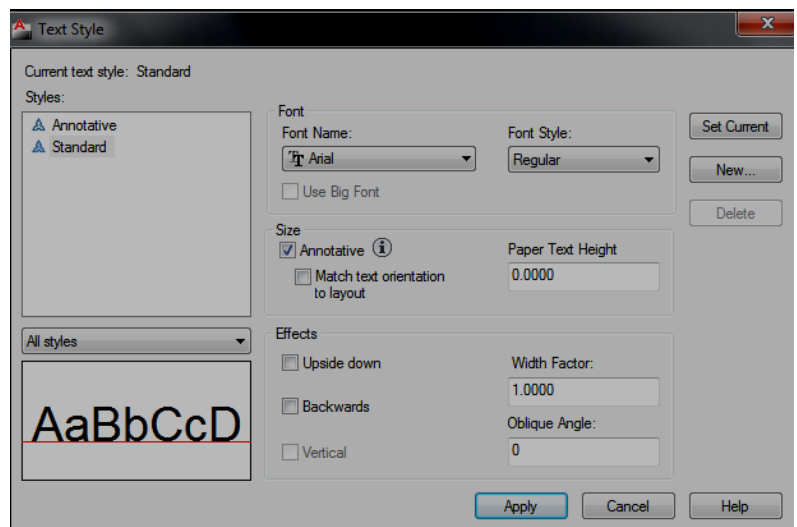 Text Style
Current text style: Standard
Styles:
Annotative
Standard
All styles
AaBbCcD
Font
Font Name:
Arial
Font Style:
Regular
Use Big Font
Size
Annotative
Match text orientation
to layout
Paper Text Height
0.0000
Effects
Upside down
Backwards
Vertical
Width Factor:
1.0000
Oblique Angle:
0
Set Current
New...
Delete
Apply
Cancel
Help